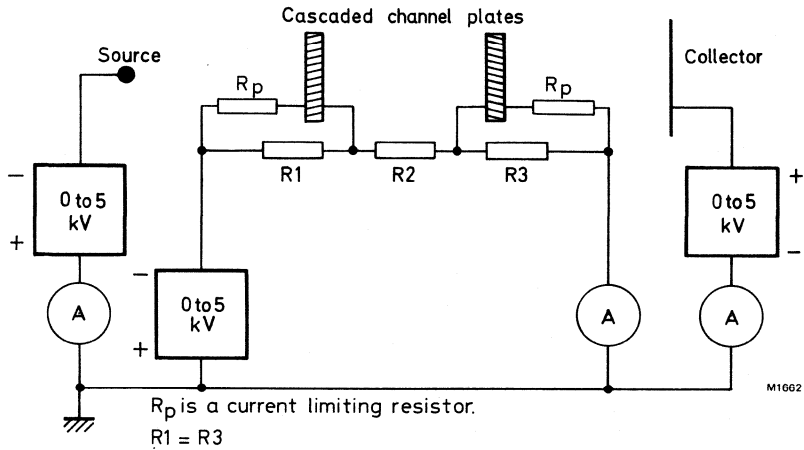 Cascaded channel plates
Source
Collector
Rp
Rp
R1
R2
R3
-
0 to 5
kV
+
A
-
0 to 5
kV
+
A
+
0 to 5
kV
-
A
M1662
Rp is a current limiting resistor.
R1 = R3